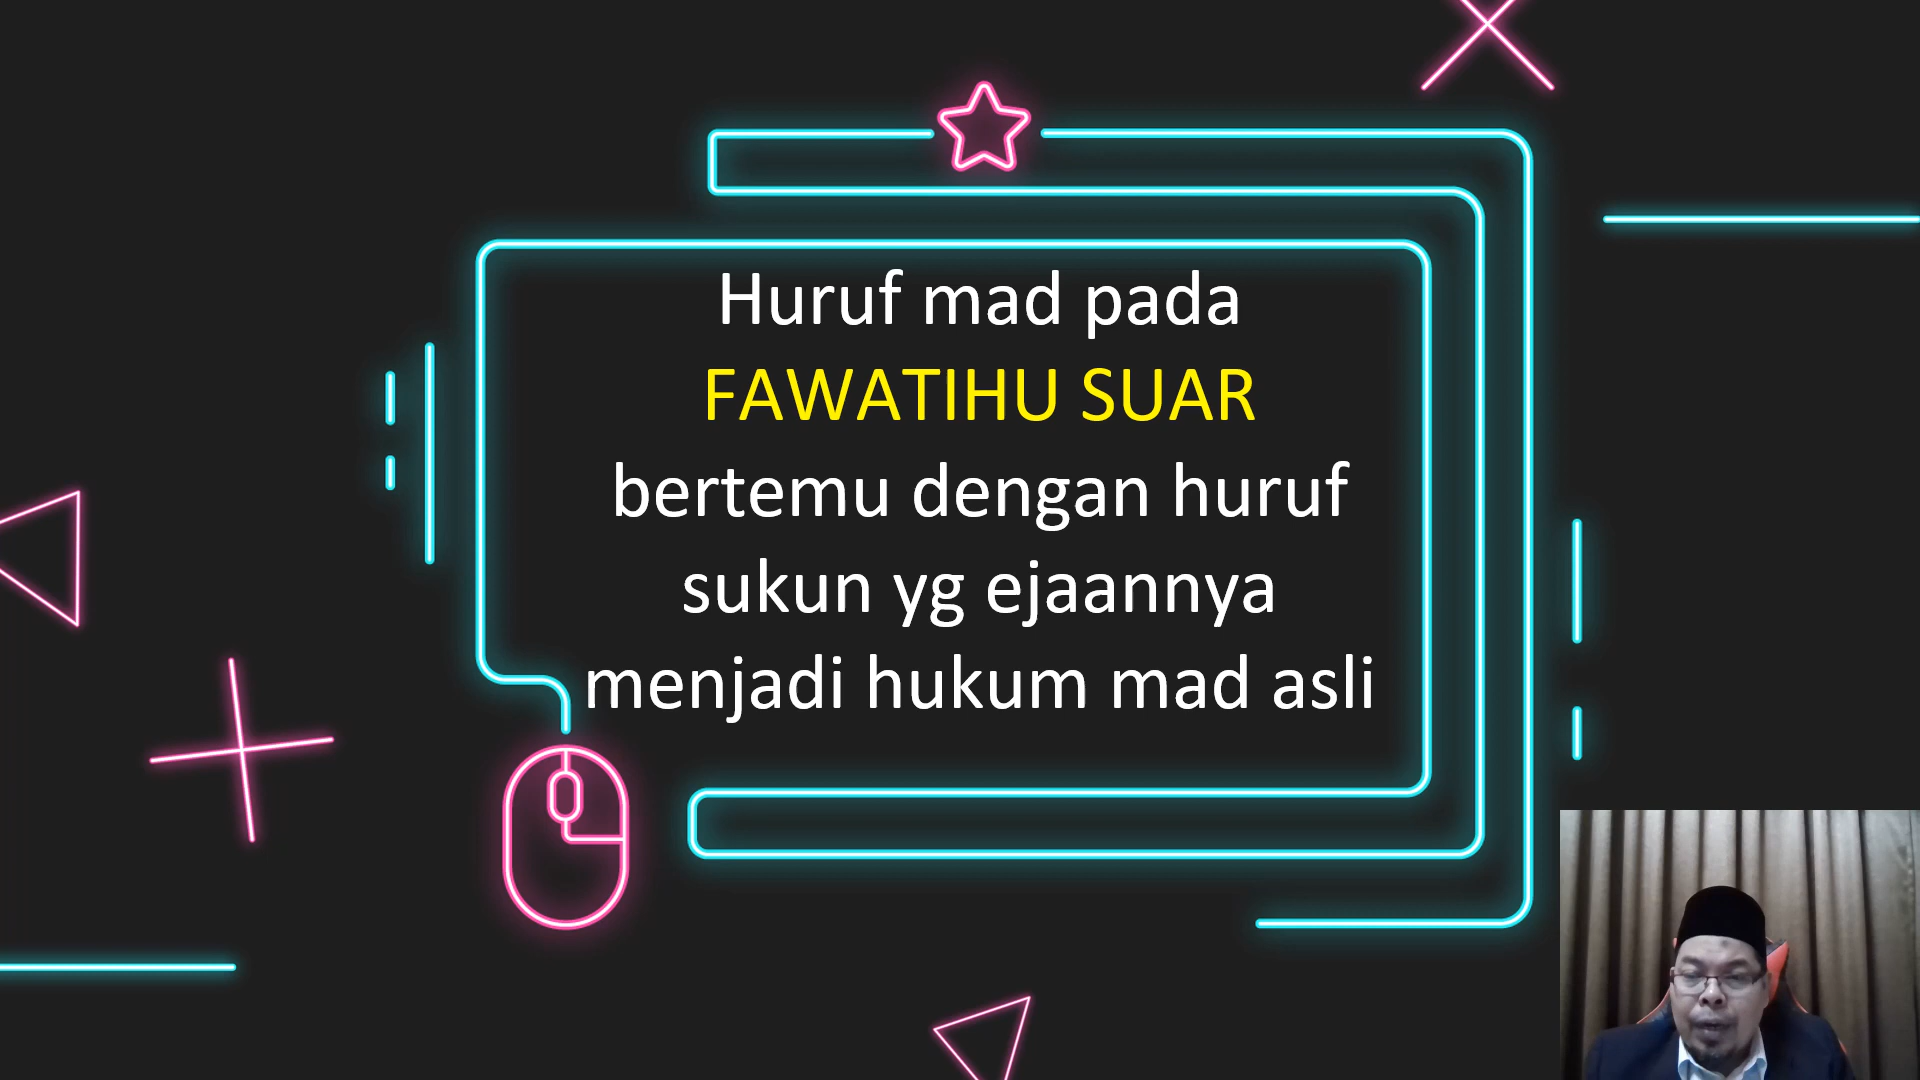 Huruf mad pada
FAWATIHU SUAR
bertemu dengan huruf
sukun yg ejaannya
menjadi hukum mad asli